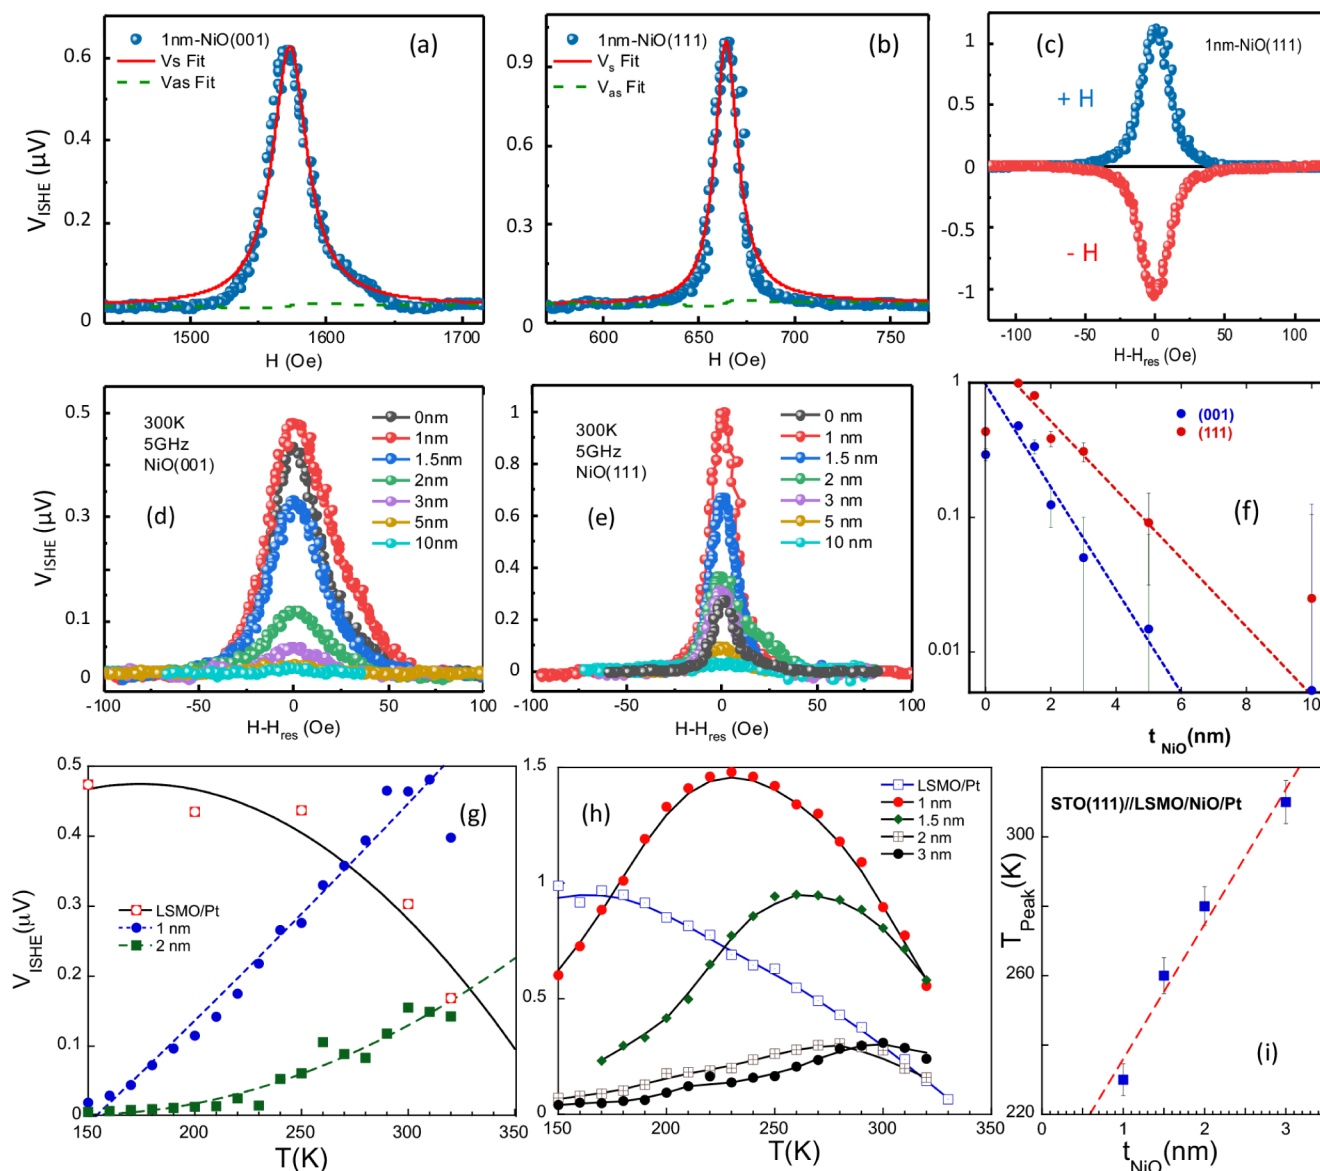 (a)
1nm-NiO(001)
Vs Fit
Vas Fit
0.6
0.4
0.2
0
V_ISHE (µV)
1500 1600 1700
H (Oe)
(b)
1nm-NiO(111)
V_s Fit
V_as Fit
0.9
0.6
0.3
0
600 650 700 750
H (Oe)
(c)
1nm-NiO(111)
+ H
- H
1
0.5
0
-0.5
-1
-100 -50 0 50 100
H-H_res (Oe)
0.5
0.3
0.3
0.1
0.1
0
V_ISHE (µV)
300K
5GHz
NiO(001)
(d)
0nm
1nm
1.5nm
2nm
3nm
5nm
10nm
-100 -50 0 50 100
H-H_res (Oe)
1
0.8
0.6
0.4
0.2
0
300K
5GHz
NiO(111)
(e)
0 nm
1 nm
1.5 nm
2 nm
3 nm
5 nm
10 nm
-100 -50 0 50 100
H-H_res (Oe)
1
0.1
0.01
(001)
(111)
(f)
0 2 4 6 8 10
t_NiO(nm)
0.5
0.4
0.3
0.2
0.1
0
V_ISHE(µV)
(g)
LSMO/Pt
1 nm
2 nm
150 200 250 300 350
T(K)
1.5
1
0.5
0
(h)
LSMO/Pt
1 nm
1.5 nm
2 nm
3 nm
150 200 250 300 350
T(K)
STO(111)//LSMO/NiO/Pt
300
260
220
T_Peak(K)
(i)
0 0.5 1 1.5 2 2.5 3
t_NiO(nm)